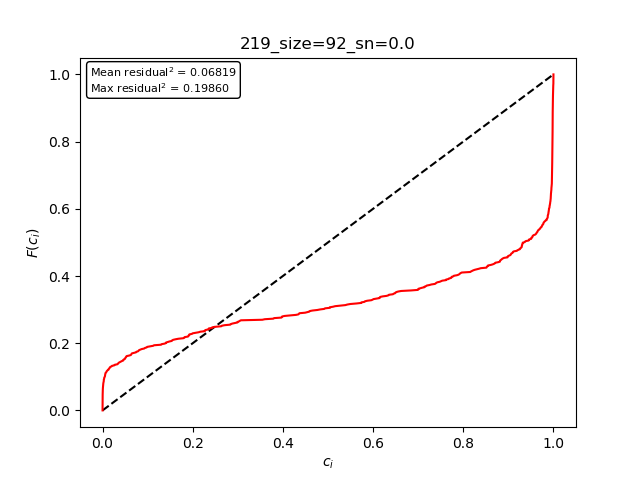 219_size=92_sn=0.0
Mean residual² = 0.06819
Max residual² = 0.19860
1.0
0.8
0.6
0.4
0.2
0.0
F(cᵢ)
0.0 0.2 0.4 0.6 0.8 1.0
cᵢ